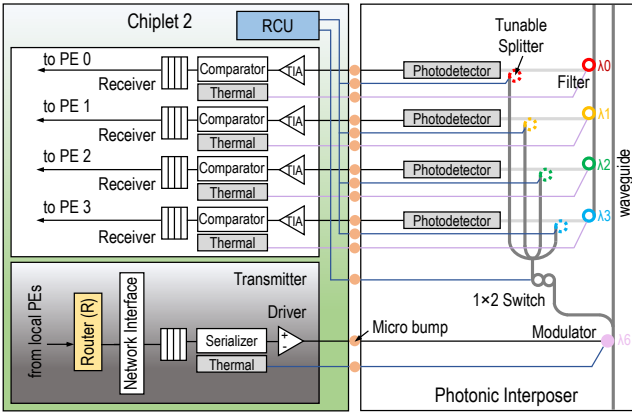 Chiplet 2
RCU
to PE 0
Receiver
Comparator
Thermal
TIA
to PE 1
Receiver
Comparator
Thermal
TIA
to PE 2
Receiver
Comparator
Thermal
TIA
to PE 3
Receiver
Comparator
Thermal
TIA
Transmitter
from local PEs
Router (R)
Network Interface
Serializer
Thermal
Driver
+
-
Micro bump
Tunable
Splitter
Photodetector
Filter
λ0
Photodetector
λ1
Photodetector
λ2
Photodetector
λ3
waveguide
1×2 Switch
Modulator
λ6
Photonic Interposer